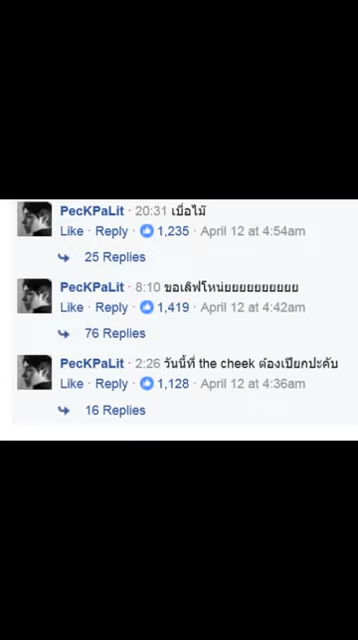 PecKPaLit · 20:31 เบื่อไม๊
Like · Reply · 1,235 · April 12 at 4:54am
25 Replies
PecKPaLit · 8:10 ขอเลิฟโหน่ยยยยยยยยยยย
Like · Reply · 1,419 · April 12 at 4:42am
76 Replies
PecKPaLit · 2:26 วันนี้ที่ the cheek ต้องเปียกปะคับ
Like · Reply · 1,128 · April 12 at 4:36am
16 Replies